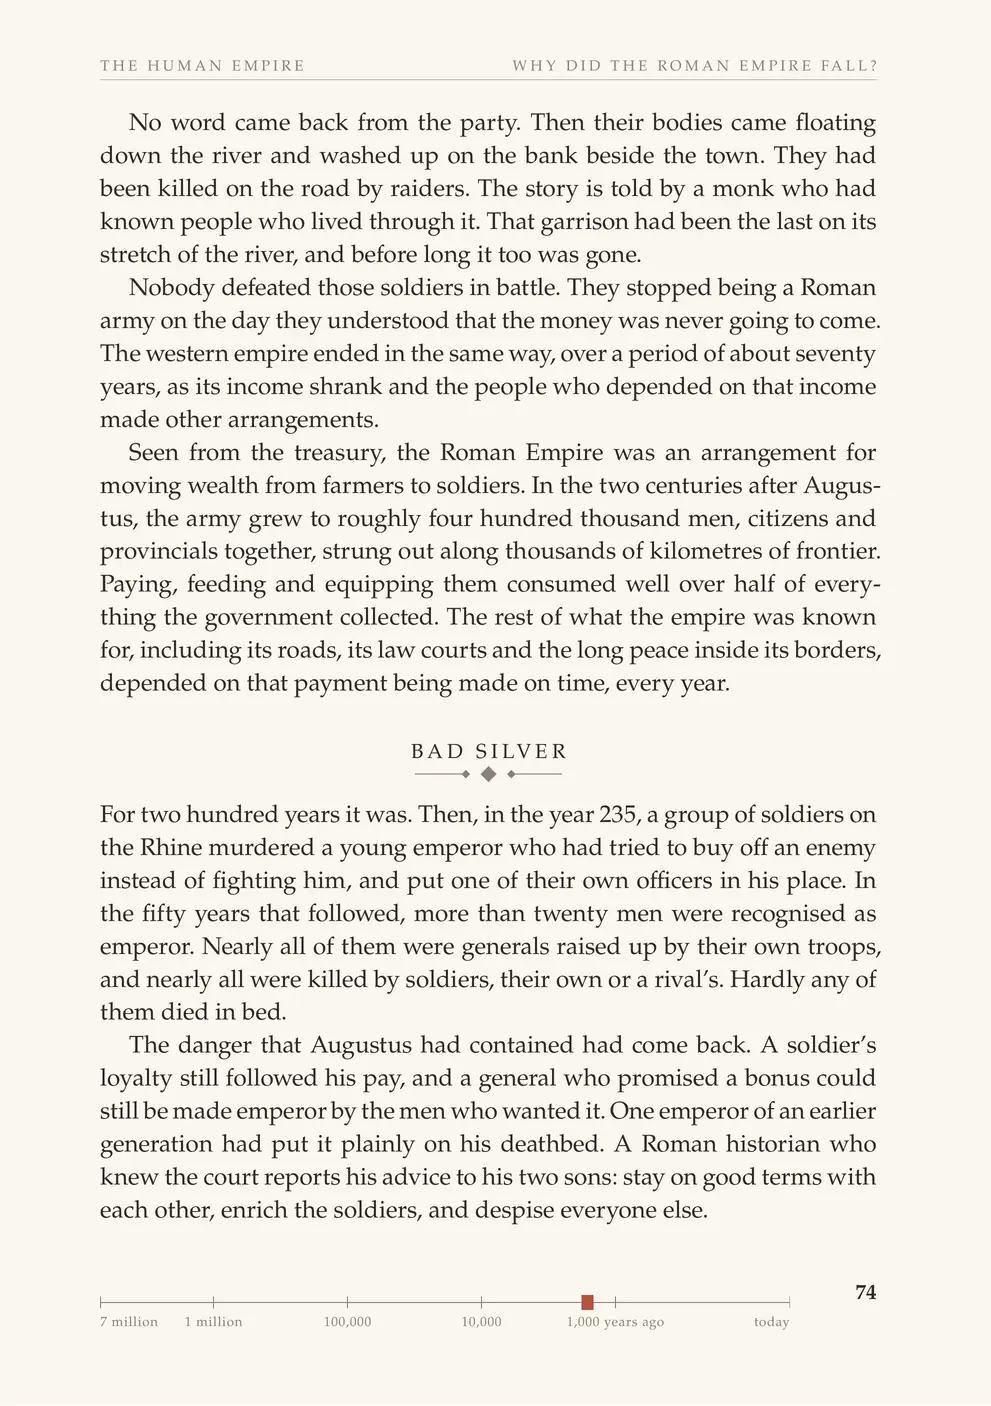 THE HUMAN EMPIRE
WHY DID THE ROMAN EMPIRE FALL?
No word came back from the party. Then their bodies came floating
down the river and washed up on the bank beside the town. They had
been killed on the road by raiders. The story is told by a monk who had
known people who lived through it. That garrison had been the last on its
stretch of the river, and before long it too was gone.
Nobody defeated those soldiers in battle. They stopped being a Roman
army on the day they understood that the money was never going to come.
The western empire ended in the same way, over a period of about seventy
years, as its income shrank and the people who depended on that income
made other arrangements.
Seen from the treasury, the Roman Empire was an arrangement for
moving wealth from farmers to soldiers. In the two centuries after Augus-
tus, the army grew to roughly four hundred thousand men, citizens and
provincials together, strung out along thousands of kilometres of frontier.
Paying, feeding and equipping them consumed well over half of every-
thing the government collected. The rest of what the empire was known
for, including its roads, its law courts and the long peace inside its borders,
depended on that payment being made on time, every year.
BAD SILVER
For two hundred years it was. Then, in the year 235, a group of soldiers on
the Rhine murdered a young emperor who had tried to buy off an enemy
instead of fighting him, and put one of their own officers in his place. In
the fifty years that followed, more than twenty men were recognised as
emperor. Nearly all of them were generals raised up by their own troops,
and nearly all were killed by soldiers, their own or a rival's. Hardly any of
them died in bed.
The danger that Augustus had contained had come back. A soldier's
loyalty still followed his pay, and a general who promised a bonus could
still be made emperor by the men who wanted it. One emperor of an earlier
generation had put it plainly on his deathbed. A Roman historian who
knew the court reports his advice to his two sons: stay on good terms with
each other, enrich the soldiers, and despise everyone else.
74
7 million 1 million 100,000 10,000 1,000 years ago today